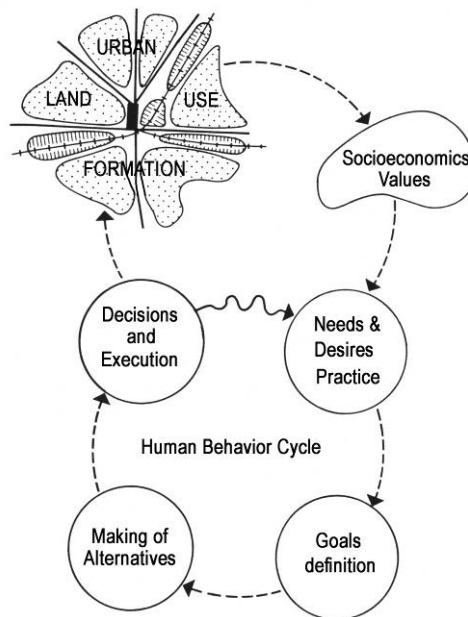 URBAN
LAND
USE
FORMATION
Socioeconomics
Values
Decisions
and
Execution
Needs &
Desires
Practice
Human Behavior Cycle
Making of
Alternatives
Goals
definition